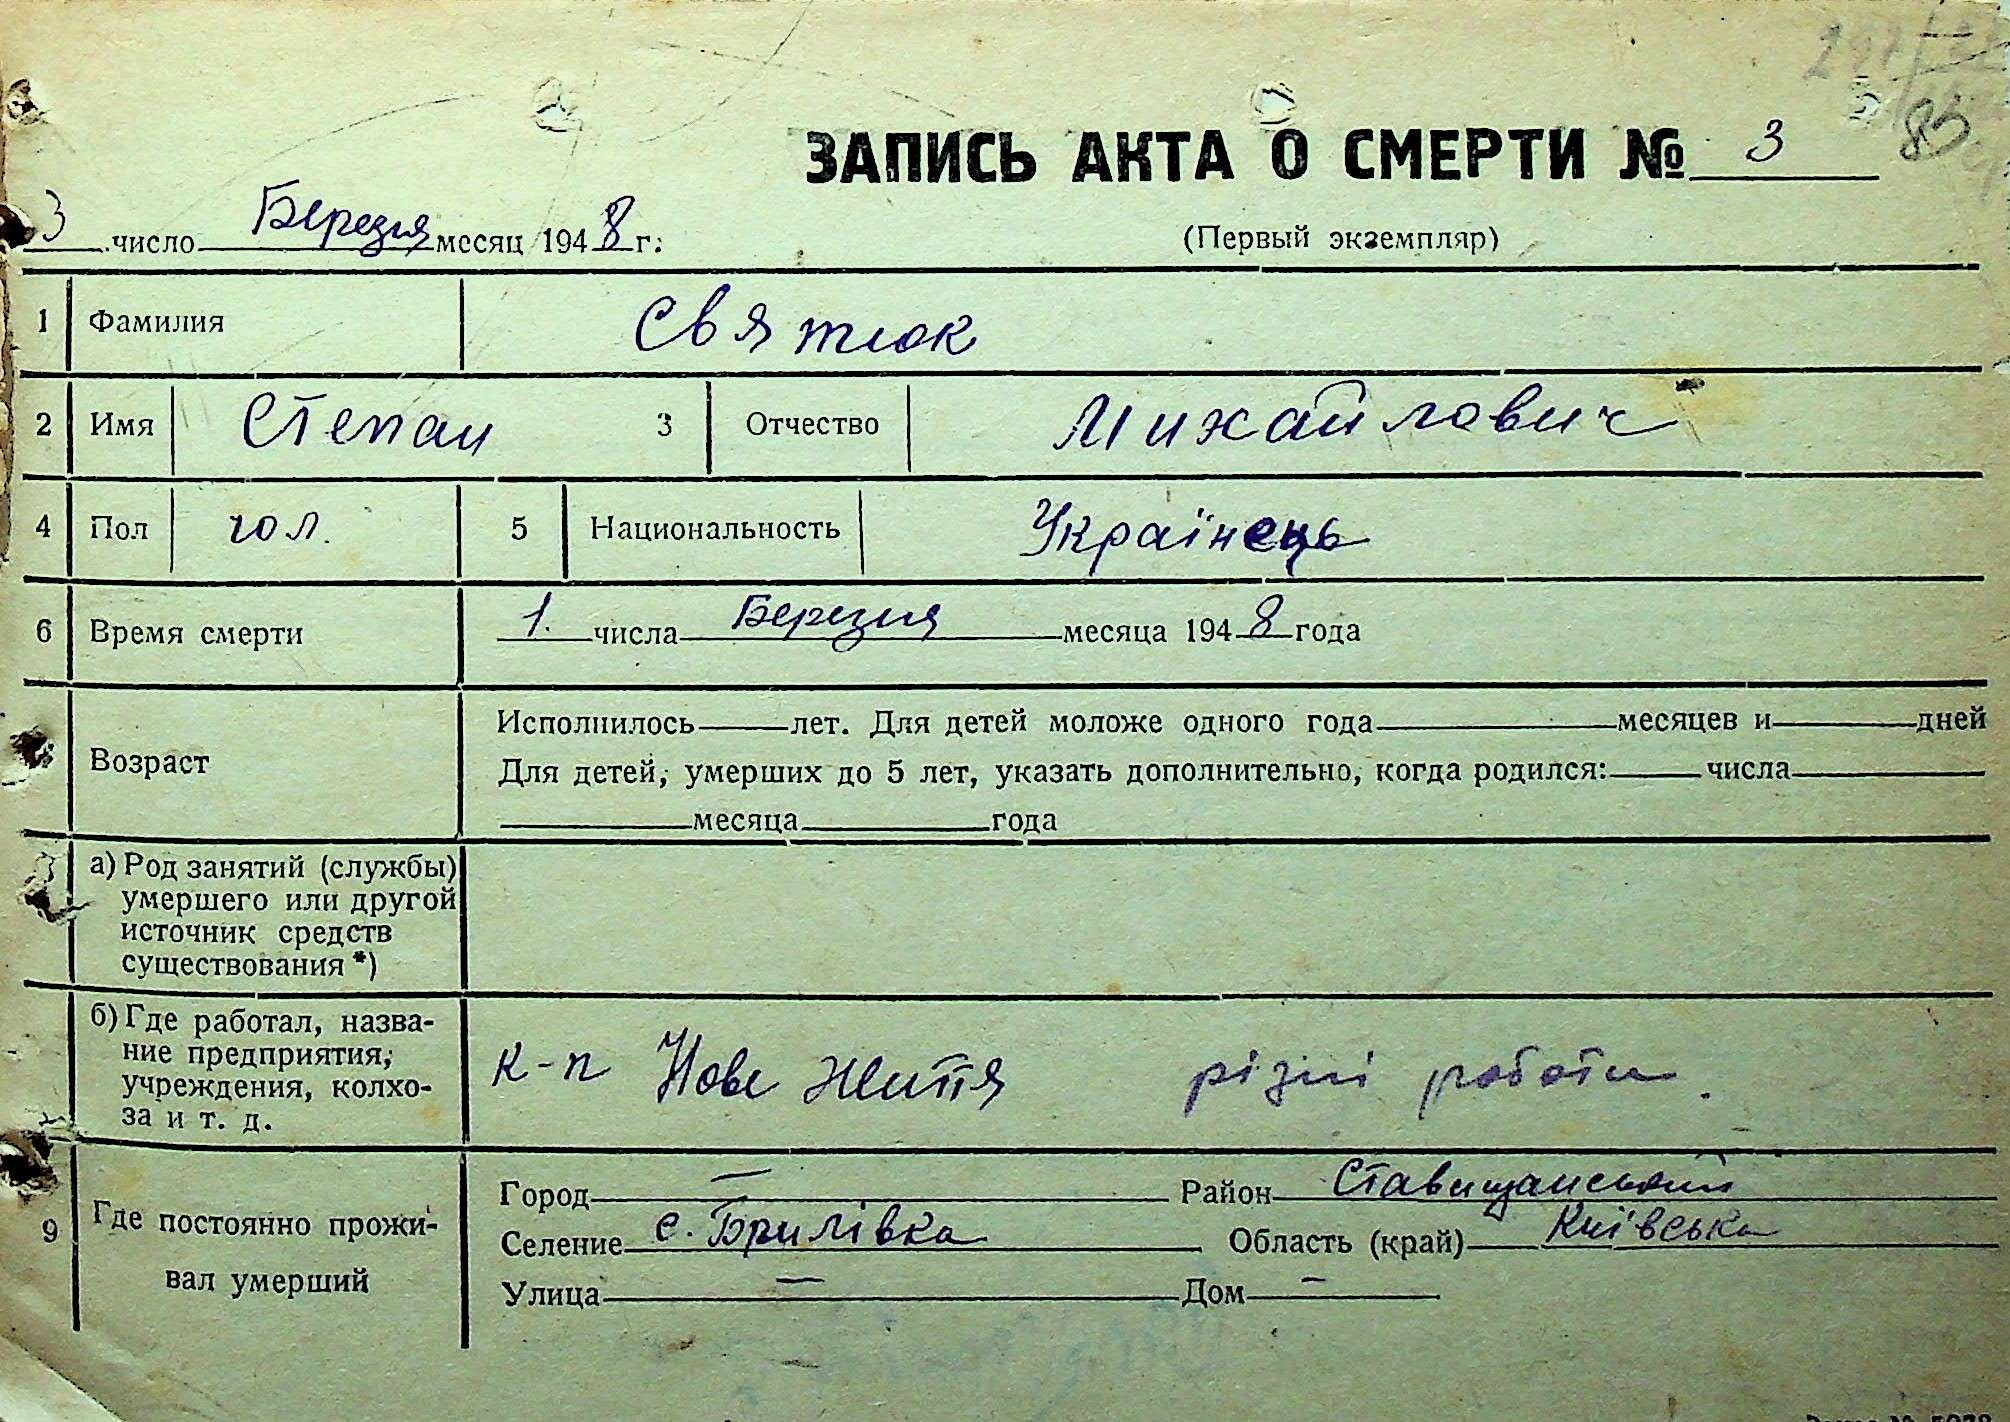 ЗАПИСЬ АКТА О СМЕРТИ № 3
85
3 число Березня месяц 1948 г.
(Первый экземпляр)
1 Фамилия Святюк
2 Имя Степан 3 Отчество Михайлович
4 Пол чол. 5 Национальность Українець
6 Время смерти 1. числа Березня месяца 1948 года
Возраст
Исполнилось лет. Для детей моложе одного года месяцев и дней
Для детей, умерших до 5 лет, указать дополнительно, когда родился: числа
месяца года
а) Род занятий (службы)
умершего или другой
источник средств
существования *)
б) Где работал, назва-
ние предприятия,
учреждения, колхо-
за и т. д.
к-п Нове життя різні роботи.
9 Где постоянно прожи-
вал умерший
Город — Район Ставищанський
Селение с. Брилівка Область (край) Київська
Улица — Дом —